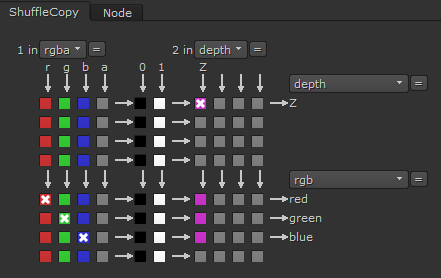 ShuffleCopy Node
1 in rgba = 2 in depth =
r g b a 0 1 Z depth
Z
rgb
red
green
blue